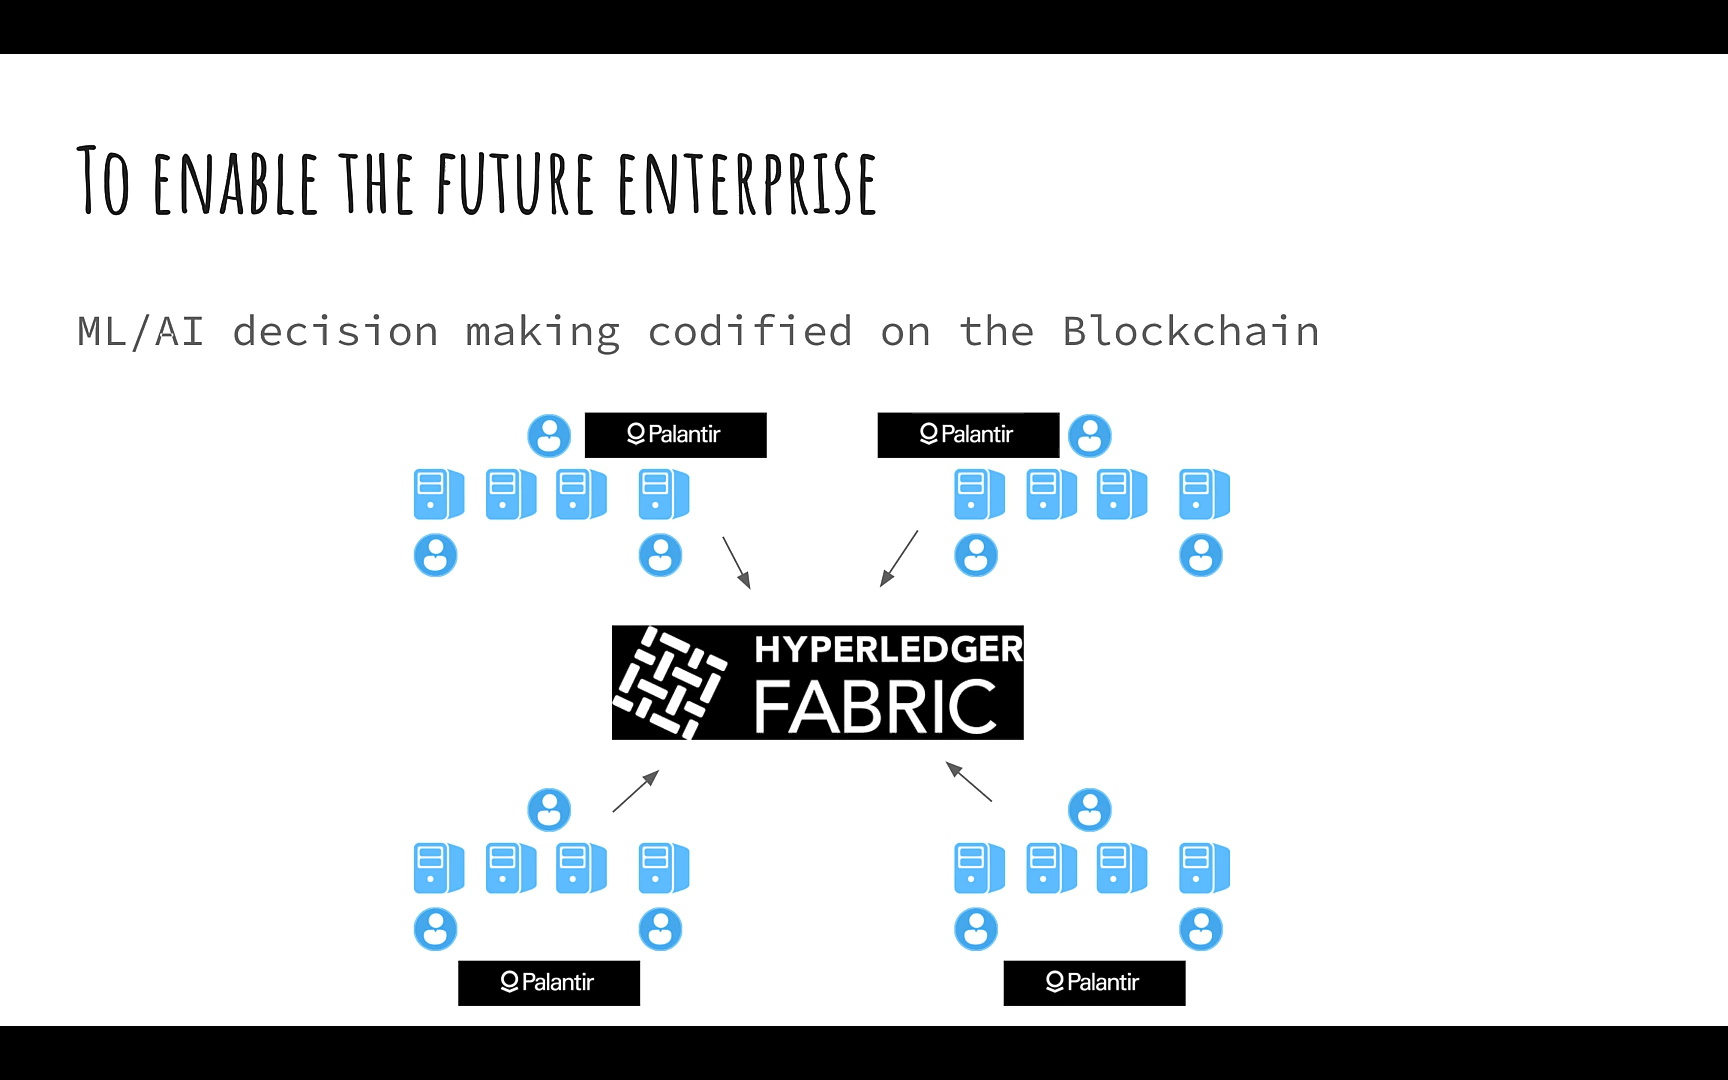 To enable the future enterprise
ML/AI decision making codified on the Blockchain
Palantir
Palantir
HYPERLEDGER
FABRIC
Palantir
Palantir